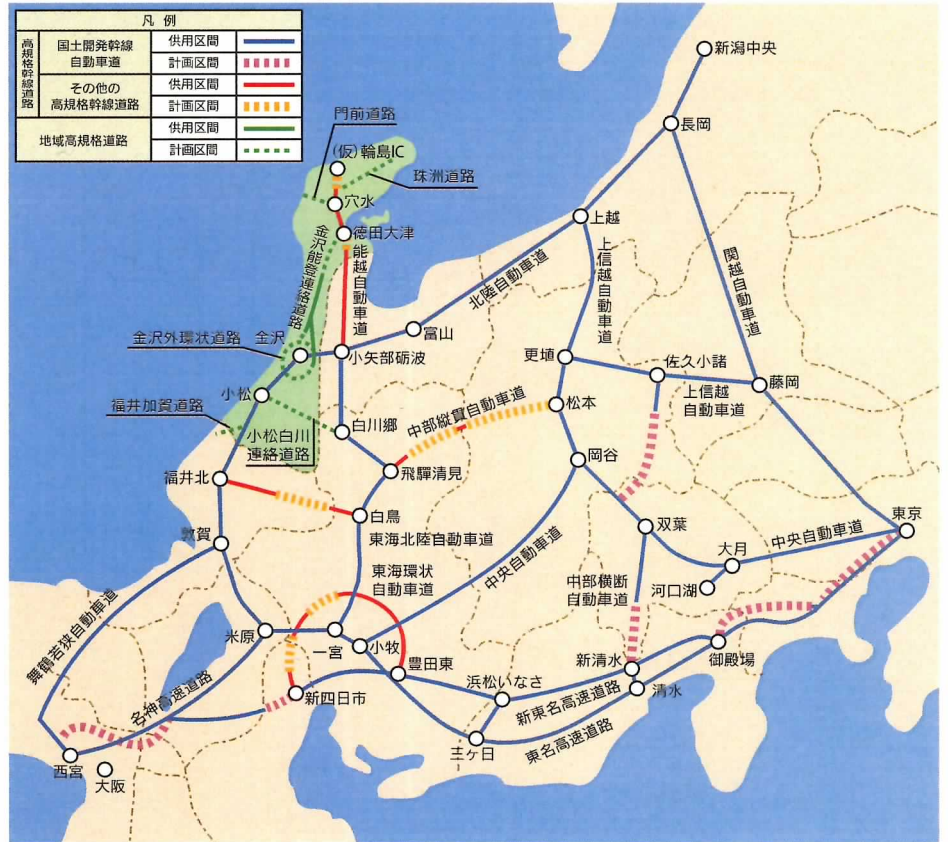 凡 例
高規格幹線道路
国土開発幹線
自動車道
供用区間
計画区間
その他の
高規格幹線道路
供用区間
計画区間
地域高規格道路
供用区間
計画区間
新潟中央
長岡
門前道路
(仮)輪島IC
珠洲道路
穴水
徳田大津
上越
金沢能登連絡道路
能越自動車道
北陸自動車道
上信越自動車道
関越自動車道
富山
金沢外環状道路
金沢
小矢部砺波
更埴
佐久小諸
上信越
自動車道
藤岡
小松
松本
福井加賀道路
小松白川
連絡道路
白川郷
中部縦貫自動車道
岡谷
飛騨清見
福井北
白鳥
双葉
東京
敦賀
東海北陸自動車道
中央自動車道
大月
中央自動車道
東海環状
自動車道
中部横断
自動車道
河口湖
舞鶴若狭自動車道
米原
一宮
小牧
御殿場
豊田東
新清水
清水
名神高速道路
新四日市
浜松いなさ
新東名高速道路
東名高速道路
三ヶ日
西宮
大阪